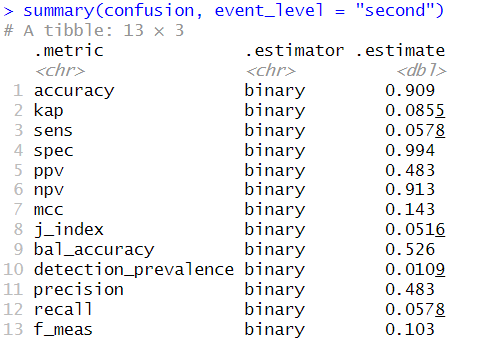 > summary(confusion, event_level = "second")
# A tibble: 13 × 3
   .metric              .estimator .estimate
   <chr>                <chr>          <dbl>
 1 accuracy             binary        0.909
 2 kap                  binary        0.0855
 3 sens                 binary        0.0578
 4 spec                 binary        0.994
 5 ppv                  binary        0.483
 6 npv                  binary        0.913
 7 mcc                  binary        0.143
 8 j_index              binary        0.0516
 9 bal_accuracy         binary        0.526
10 detection_prevalence binary        0.0109
11 precision            binary        0.483
12 recall               binary        0.0578
13 f_meas               binary        0.103